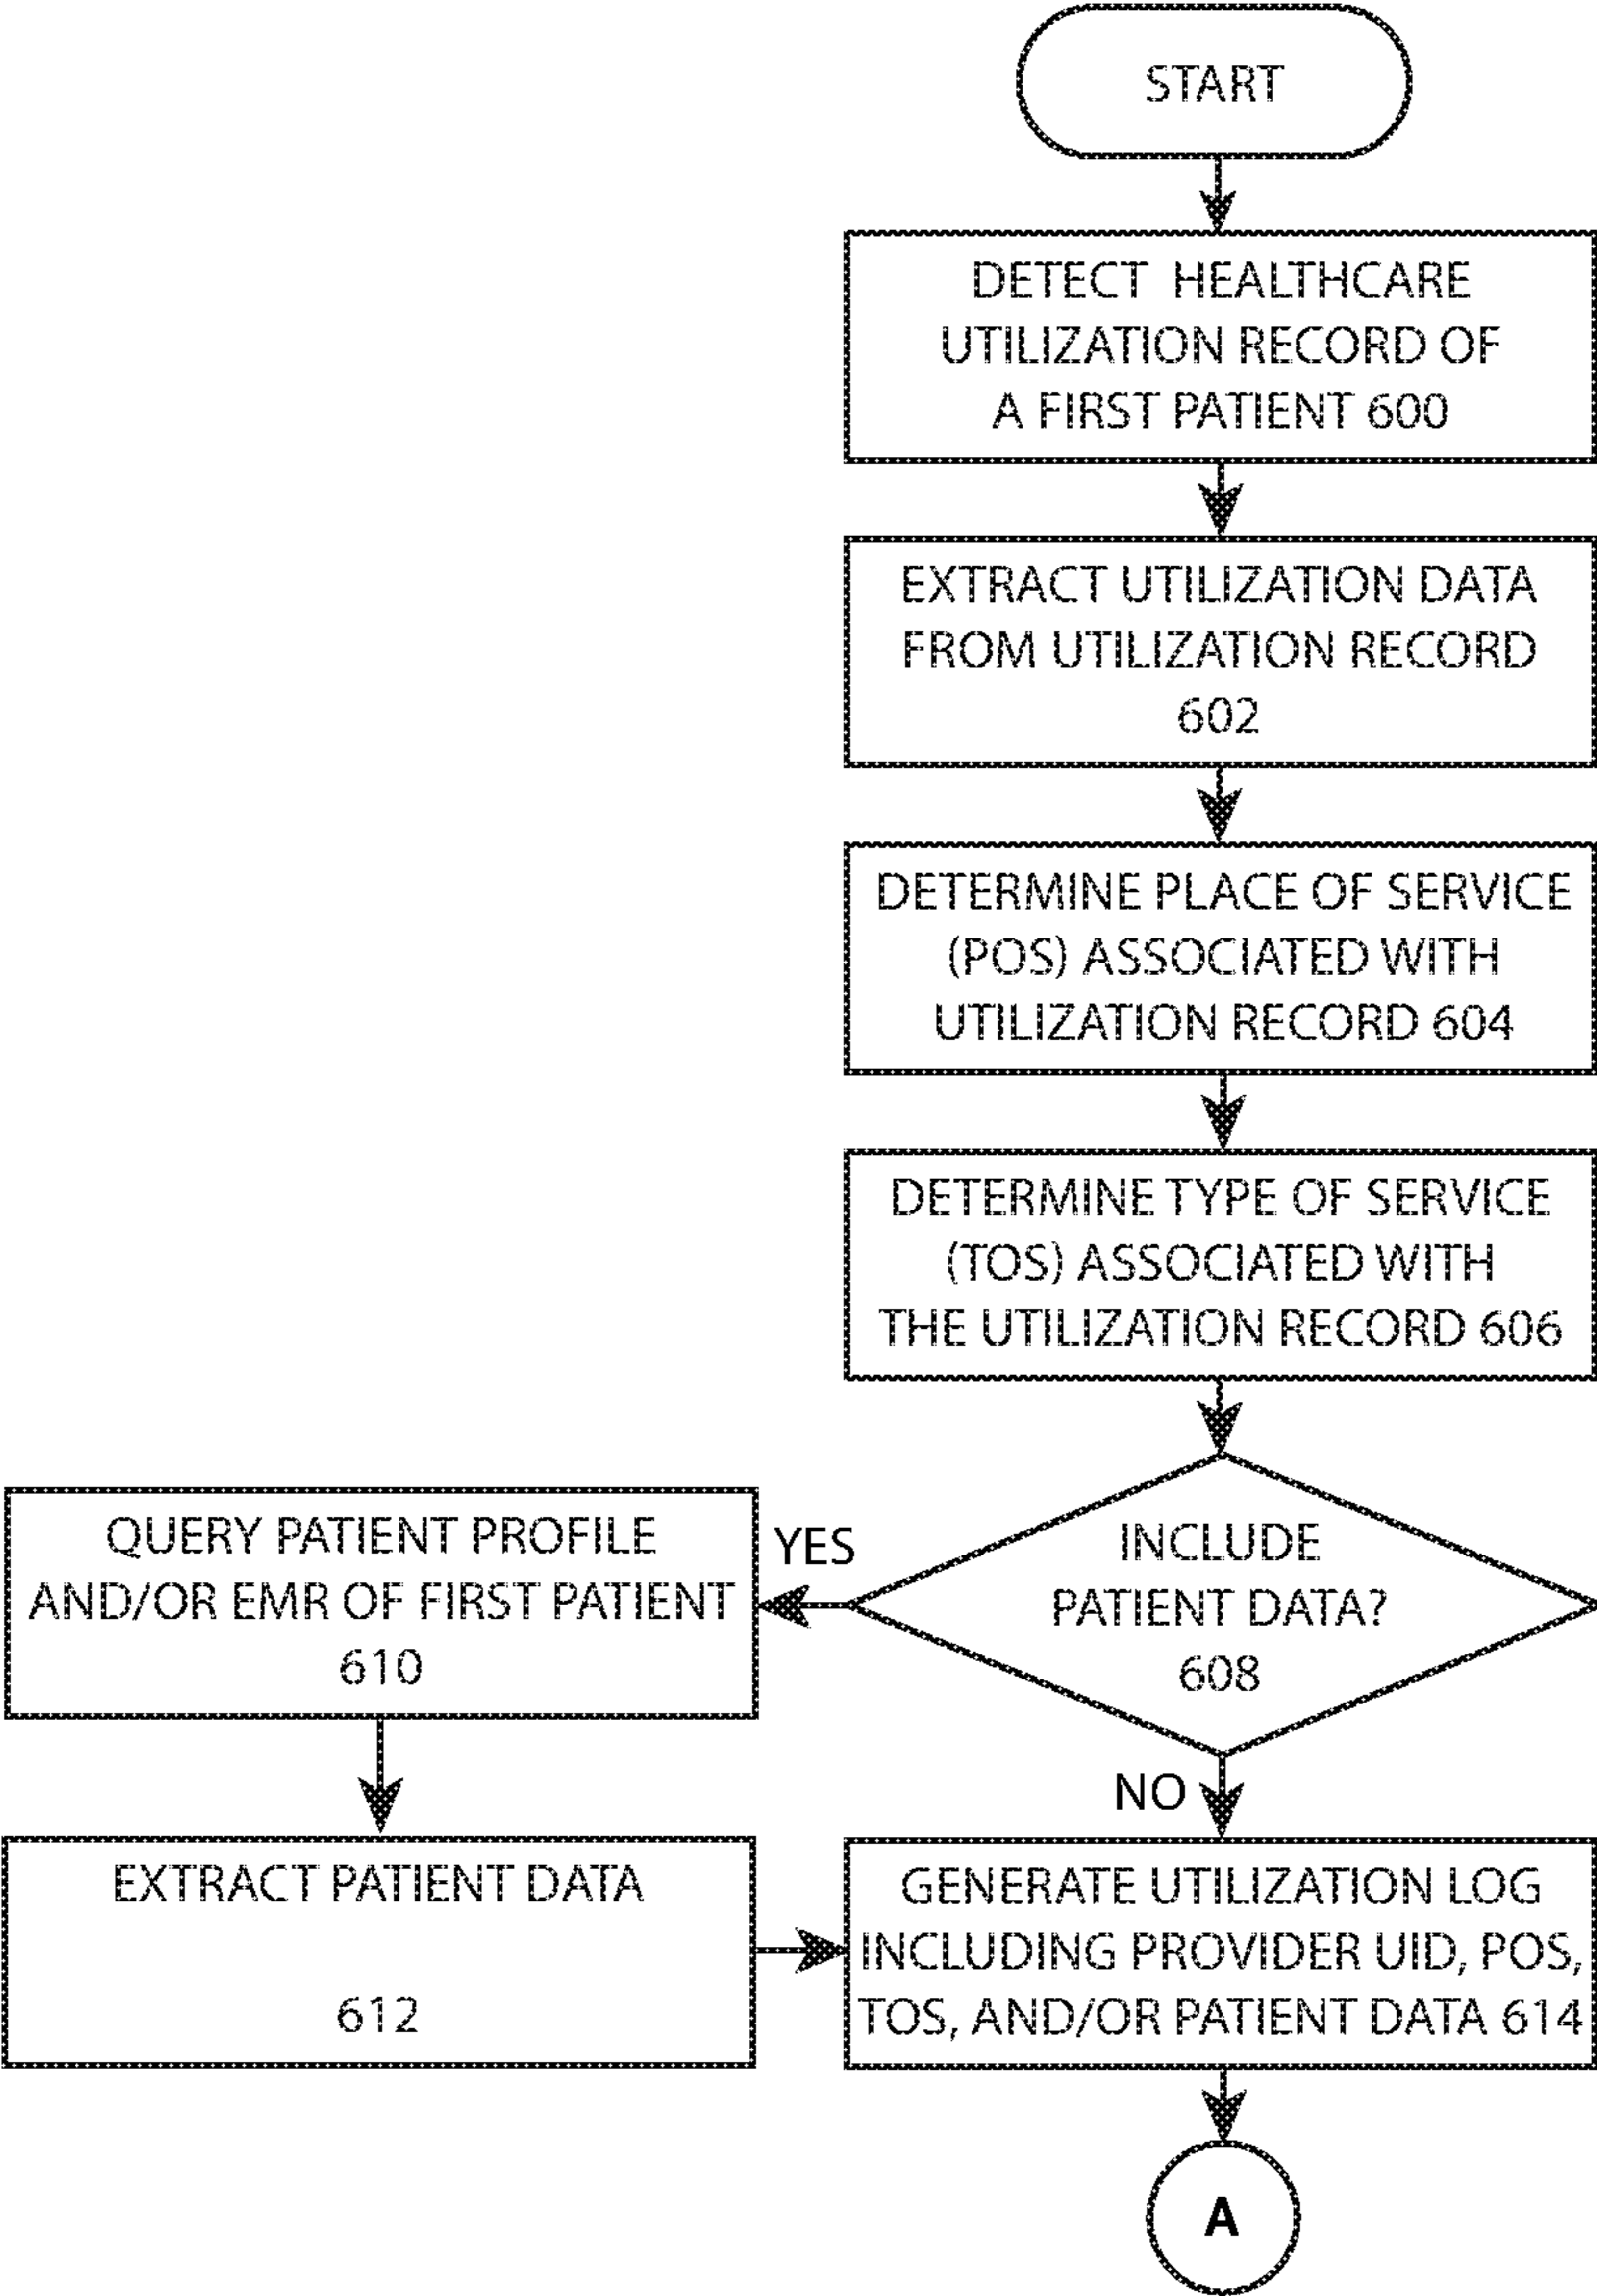 START
DETECT HEALTHCARE
UTILIZATION RECORD OF
A FIRST PATIENT 600
EXTRACT UTILIZATION DATA
FROM UTILIZATION RECORD
602
DETERMINE PLACE OF SERVICE
(POS) ASSOCIATED WITH
UTILIZATION RECORD 604
DETERMINE TYPE OF SERVICE
(TOS) ASSOCIATED WITH
THE UTILIZATION RECORD 606
INCLUDE
PATIENT DATA?
608
YES
QUERY PATIENT PROFILE
AND/OR EMR OF FIRST PATIENT
610
EXTRACT PATIENT DATA
612
NO
GENERATE UTILIZATION LOG
INCLUDING PROVIDER UID, POS,
TOS, AND/OR PATIENT DATA 614
A